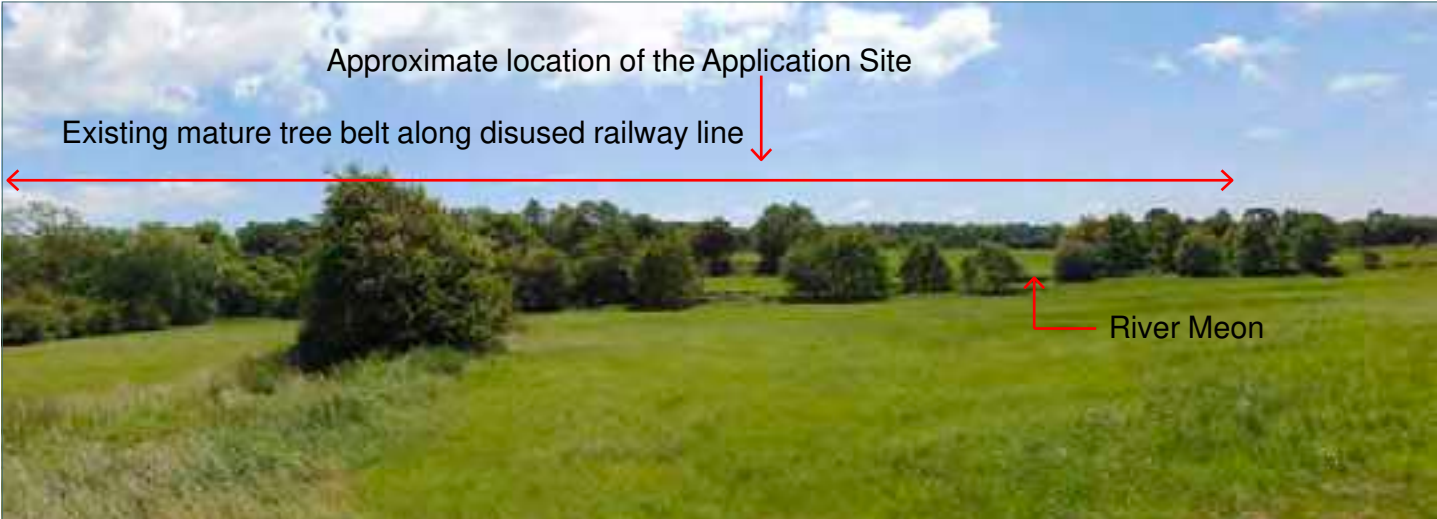 Approximate location of the Application Site
Existing mature tree belt along disused railway line
River Meon